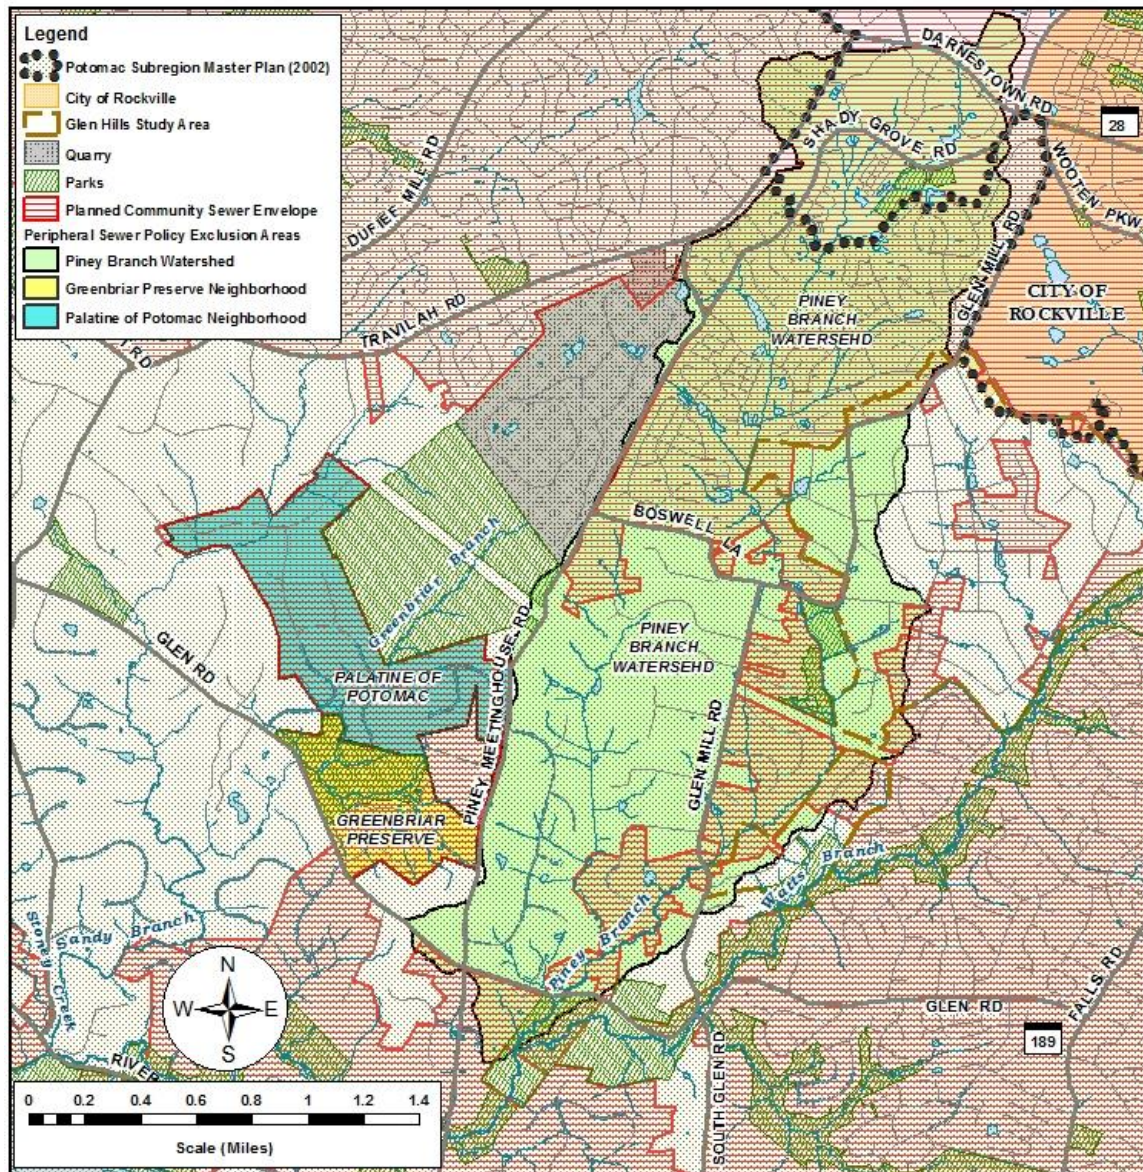 Legend
Potomac Subregion Master Plan (2002)
City of Rockville
Glen Hills Study Area
Quarry
Parks
Planned Community Sewer Envelope
Peripheral Sewer Policy Exclusion Areas
Piney Branch Watershed
Greenbriar Preserve Neighborhood
Palatine of Potomac Neighborhood
DARNESTOWN RD
28
SHADY GROVE RD
WOOTEN PKW
DUFIEF MILL RD
GLEN MILL RD
CITY OF
ROCKVILLE
PINEY
BRANCH
WATERSEHD
TRAVILAH RD
RD
BOSWELL LA
Greenbriar Branch
GLEN RD
PINEY
BRANCH
WATERSEHD
PALATINE OF
POTOMAC
PINEY MEETINGHOUSE RD
GLEN MILL RD
GREENBRIAR
PRESERVE
Watts Branch
Piney Branch
Sandy Branch
Stoney Creek
N
W
E
S
RIVER
GLEN RD
FALLS RD
189
SOUTH GLEN RD
0 0.2 0.4 0.6 0.8 1 1.2 1.4
Scale (Miles)